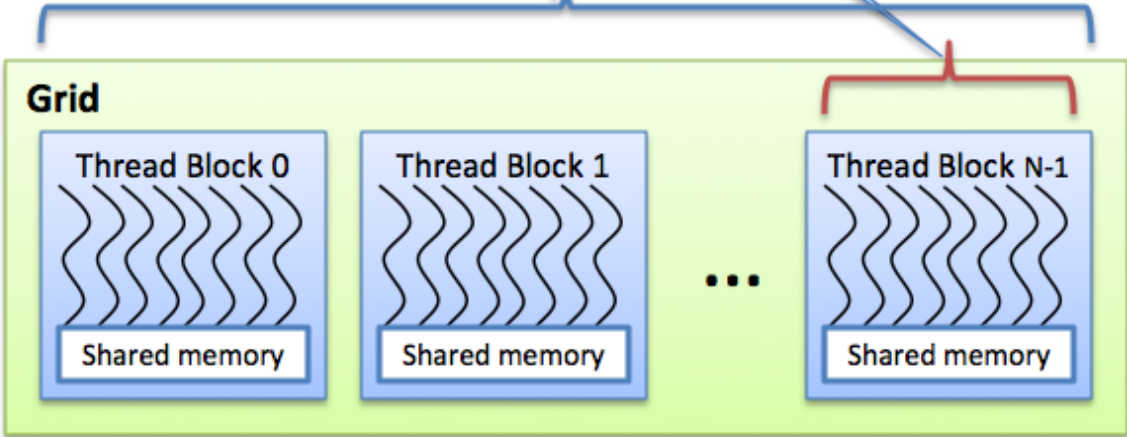 Grid
Thread Block 0
Thread Block 1
Thread Block N-1
...
Shared memory
Shared memory
Shared memory